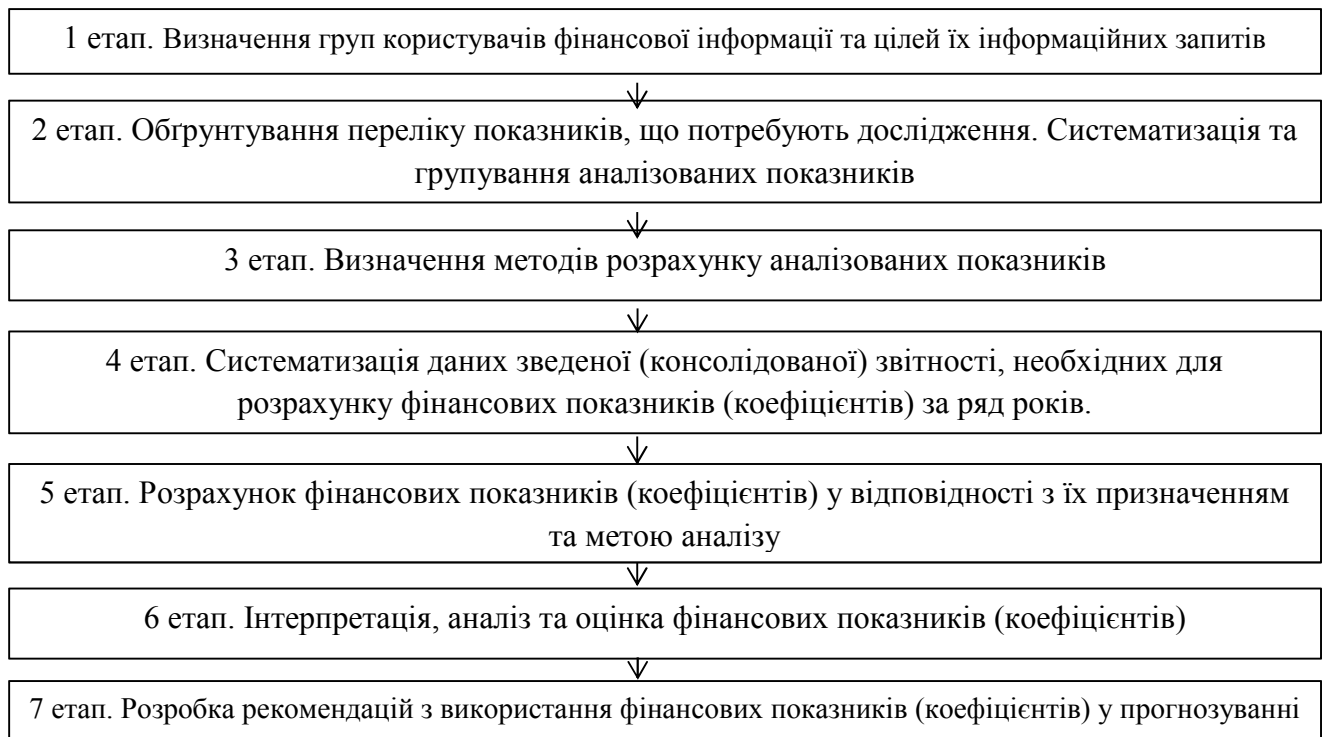 1 етап. Визначення груп користувачів фінансової інформації та цілей їх інформаційних запитів
2 етап. Обґрунтування переліку показників, що потребують дослідження. Систематизація та
групування аналізованих показників
3 етап. Визначення методів розрахунку аналізованих показників
4 етап. Систематизація даних зведеної (консолідованої) звітності, необхідних для
розрахунку фінансових показників (коефіцієнтів) за ряд років.
5 етап. Розрахунок фінансових показників (коефіцієнтів) у відповідності з їх призначенням
та метою аналізу
6 етап. Інтерпретація, аналіз та оцінка фінансових показників (коефіцієнтів)
7 етап. Розробка рекомендацій з використання фінансових показників (коефіцієнтів) у прогнозуванні